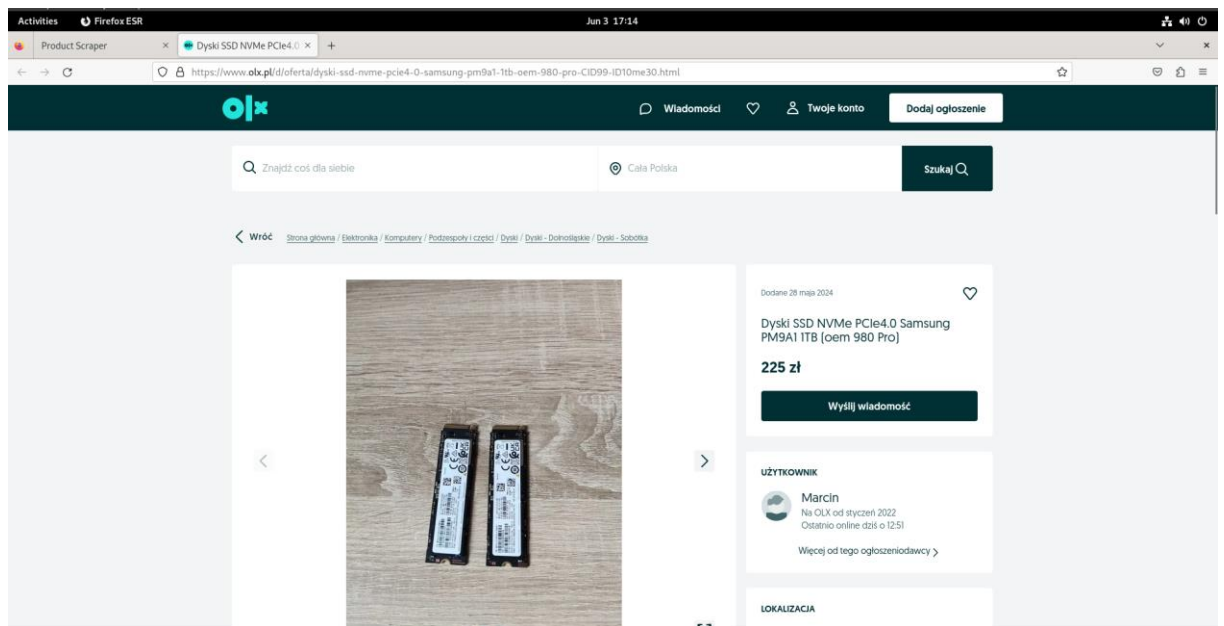 Activities Firefox ESR Jun 3 17:14
Product Scraper × Dyski SSD NVMe PCIe4.0 × +
https://www.olx.pl/d/oferta/dyski-ssd-nvme-pcie4-0-samsung-pm9a1-1tb-oem-980-pro-CID99-ID10me30.html
olx Wiadomości Twoje konto Dodaj ogłoszenie
Znajdź coś dla siebie Cała Polska Szukaj
Wróć Strona główna / Elektronika / Komputery / Podzespoły i części / Dyski / Dyski - Dolnośląskie / Dyski - Sobótka
Dodane 28 maja 2024
Dyski SSD NVMe PCIe4.0 Samsung
PM9A1 1TB (oem 980 Pro)
225 zł
Wyślij wiadomość
UŻYTKOWNIK
Marcin
Na OLX od styczeń 2022
Ostatnio online dziś o 12:51
Więcej od tego ogłoszeniodawcy
LOKALIZACJA